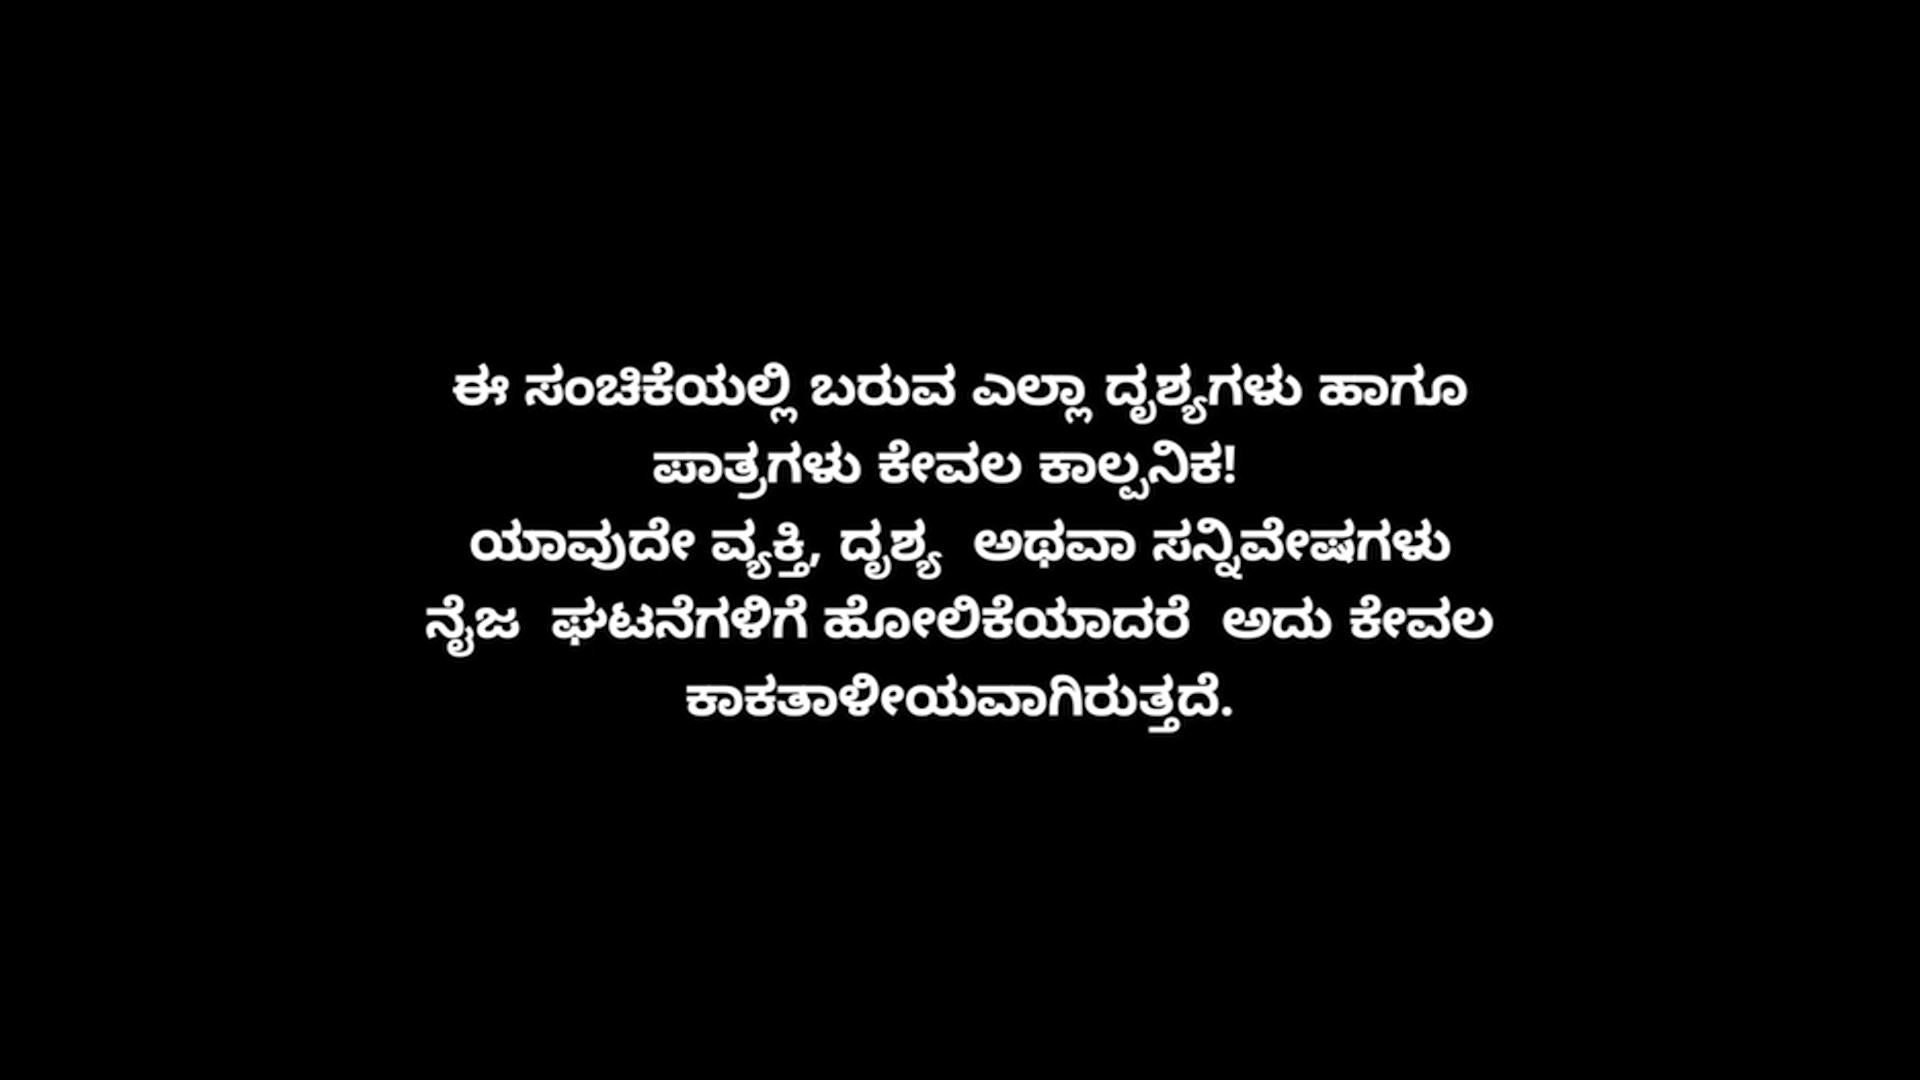 ಈ ಸಂಚಿಕೆಯಲ್ಲಿ ಬರುವ ಎಲ್ಲಾ ದೃಶ್ಯಗಳು ಹಾಗೂ
ಪಾತ್ರಗಳು ಕೇವಲ ಕಾಲ್ಪನಿಕ!
ಯಾವುದೇ ವ್ಯಕ್ತಿ, ದೃಶ್ಯ ಅಥವಾ ಸನ್ನಿವೇಷಗಳು
ನೈಜ ಘಟನೆಗಳಿಗೆ ಹೋಲಿಕೆಯಾದರೆ ಅದು ಕೇವಲ
ಕಾಕತಾಳೀಯವಾಗಿರುತ್ತದೆ.